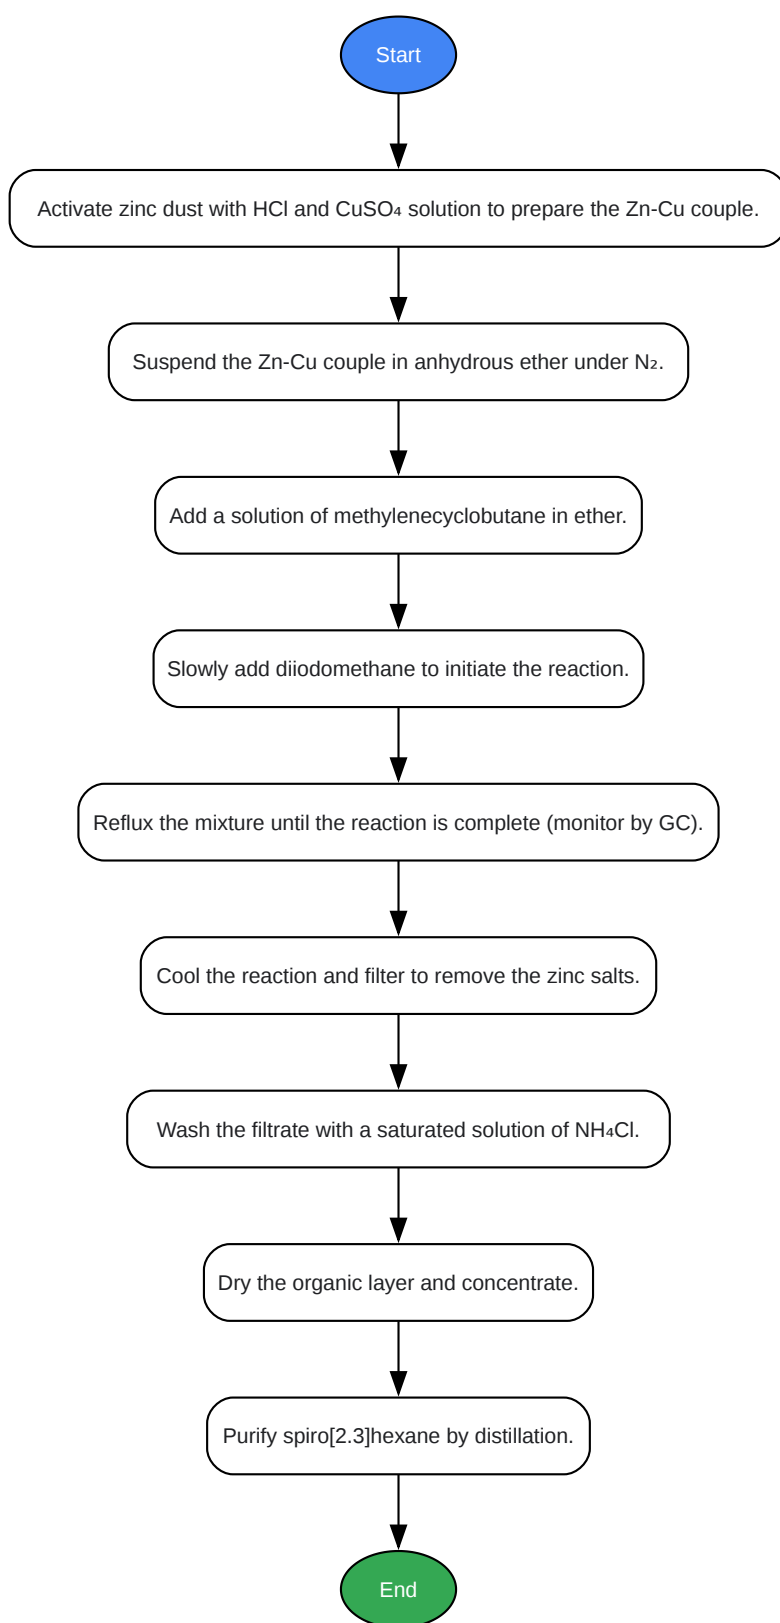 Start
Activate zinc dust with HCl and CuSO₄ solution to prepare the Zn-Cu couple.
Suspend the Zn-Cu couple in anhydrous ether under N₂.
Add a solution of methylenecyclobutane in ether.
Slowly add diiodomethane to initiate the reaction.
Reflux the mixture until the reaction is complete (monitor by GC).
Cool the reaction and filter to remove the zinc salts.
Wash the filtrate with a saturated solution of NH₄Cl.
Dry the organic layer and concentrate.
Purify spiro[2.3]hexane by distillation.
End